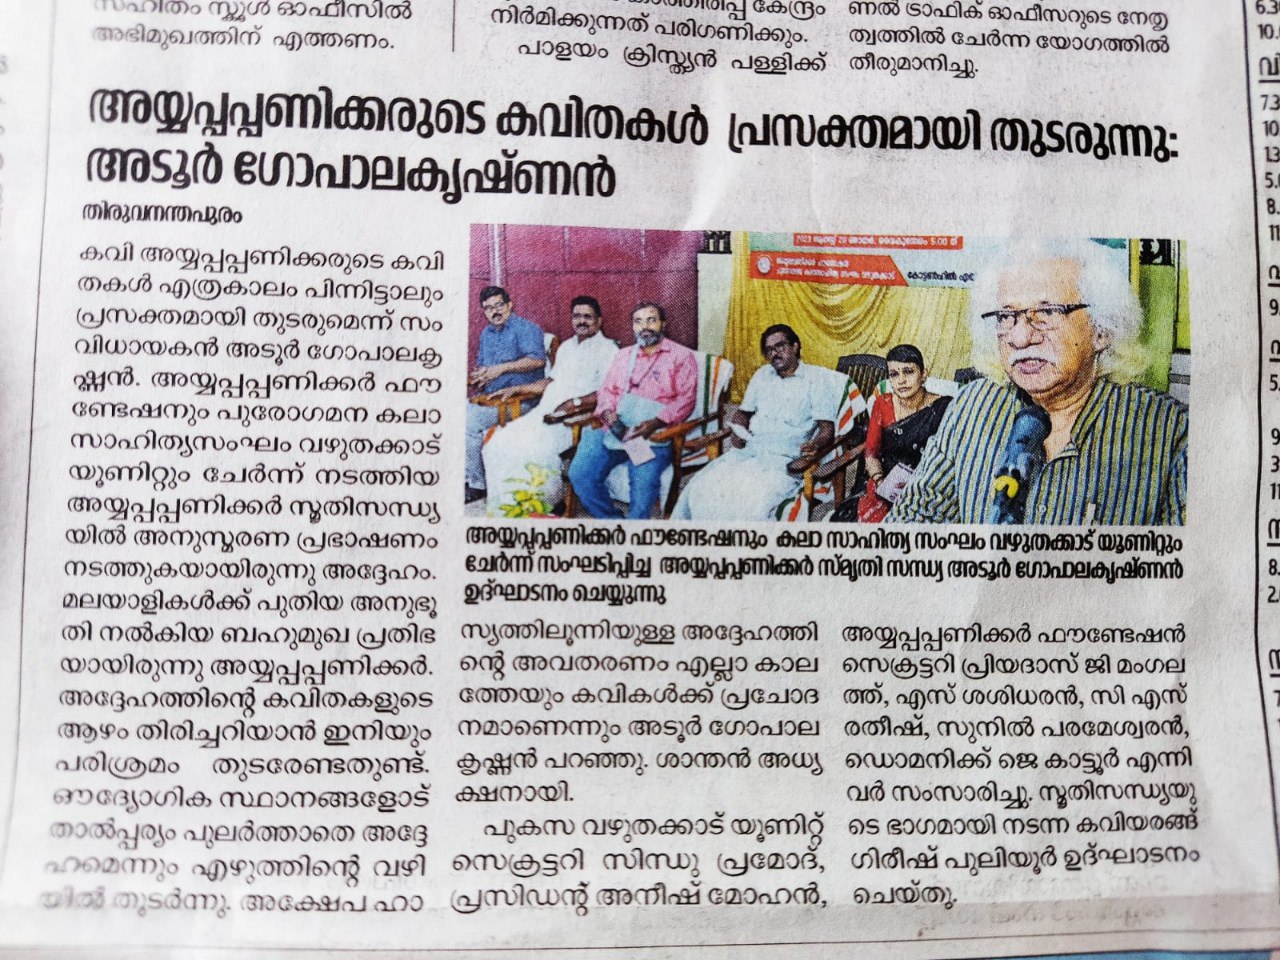 സഹിതം സ്കൂൾ ഓഫീസിൽ
അഭിമുഖത്തിന് എത്തണം.
കേന്ദ്രം
നിർമിക്കുന്നത് പരിഗണിക്കും.
പാളയം ക്രിസ്ത്യൻ പള്ളിക്ക്
ണൽ ട്രാഫിക് ഓഫീസറുടെ നേതൃ
ത്വത്തിൽ ചേർന്ന യോഗത്തിൽ
തീരുമാനിച്ചു.
അയ്യപ്പപ്പണിക്കരുടെ കവിതകൾ പ്രസക്തമായി തുടരുന്നു:
അടൂർ ഗോപാലകൃഷ്ണൻ
തിരുവനന്തപുരം
കവി അയ്യപ്പപ്പണിക്കരുടെ കവി
തകൾ എത്രകാലം പിന്നിട്ടാലും
പ്രസക്തമായി തുടരുമെന്ന് സം
വിധായകൻ അടൂർ ഗോപാലകൃ
ഷ്ണൻ. അയ്യപ്പപ്പണിക്കർ ഫൗ
ണ്ടേഷനും പുരോഗമന കലാ
സാഹിത്യസംഘം വഴുതക്കാട്
യൂണിറ്റും ചേർന്ന് നടത്തിയ
അയ്യപ്പപ്പണിക്കർ സ്മൃതിസന്ധ്യ
യിൽ അനുസ്മരണ പ്രഭാഷണം
നടത്തുകയായിരുന്നു അദ്ദേഹം.
മലയാളികൾക്ക് പുതിയ അനുഭൂ
തി നൽകിയ ബഹുമുഖ പ്രതിഭ
യായിരുന്നു അയ്യപ്പപ്പണിക്കർ.
അദ്ദേഹത്തിന്റെ കവിതകളുടെ
ആഴം തിരിച്ചറിയാൻ ഇനിയും
പരിശ്രമം തുടരേണ്ടതുണ്ട്.
ഔദ്യോഗിക സ്ഥാനങ്ങളോട്
താൽപ്പര്യം പുലർത്താതെ അദ്ദേ
ഹമെന്നും എഴുത്തിന്റെ വഴി
യിൽ തുടർന്നു. അക്ഷേപ ഹാ
2023 ആഗസ്റ്റ് 20 ഞായർ, വൈകുന്നേരം 5.00 ന്
അയ്യപ്പപ്പണിക്കർ ഫൗണ്ടേഷനും കലാ സാഹിത്യ സംഘം വഴുതക്കാട് യൂണിറ്റും
ചേർന്ന് സംഘടിപ്പിച്ച അയ്യപ്പപ്പണിക്കർ സ്മൃതി സന്ധ്യ അടൂർ ഗോപാലകൃഷ്ണൻ
ഉദ്ഘാടനം ചെയ്യുന്നു
സ്യത്തിലൂന്നിയുള്ള അദ്ദേഹത്തി
ന്റെ അവതരണം എല്ലാ കാല
ത്തേയും കവികൾക്ക് പ്രചോദ
നമാണെന്നും അടൂർ ഗോപാല
കൃഷ്ണൻ പറഞ്ഞു. ശാന്തൻ അധ്യ
ക്ഷനായി.
പുകസ വഴുതക്കാട് യൂണിറ്റ്
സെക്രട്ടറി സിന്ധു പ്രമോദ്,
പ്രസിഡന്റ് അനീഷ് മോഹൻ,
അയ്യപ്പപ്പണിക്കർ ഫൗണ്ടേഷൻ
സെക്രട്ടറി പ്രിയദാസ് ജി മംഗല
ത്ത്, എസ് ശശിധരൻ, സി എസ്
രതീഷ്, സുനിൽ പരമേശ്വരൻ,
ഡൊമനിക്ക് ജെ കാട്ടൂർ എന്നി
വർ സംസാരിച്ചു. സ്മൃതിസന്ധ്യയു
ടെ ഭാഗമായി നടന്ന കവിയരങ്ങ്
ഗിരീഷ് പുലിയൂർ ഉദ്ഘാടനം
ചെയ്തു.